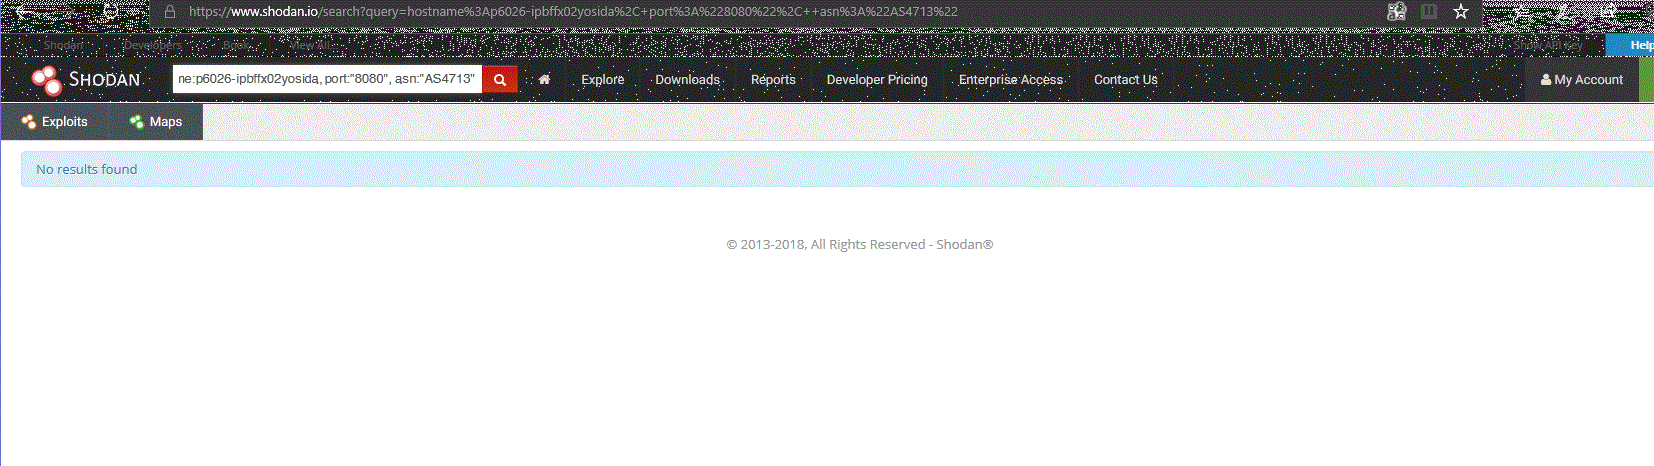 https://www.shodan.io/search?query=hostname%3Ap6026-ipbffx02yosida%2C+port%3A%228080%22%2C++asn%3A%22AS4713%22
Shodan Developers Book View All... Show API Key Help
SHODAN ne:p6026-ipbffx02yosida, port:"8080", asn:"AS4713" Explore Downloads Reports Developer Pricing Enterprise Access Contact Us My Account
Exploits Maps
No results found
© 2013-2018, All Rights Reserved - Shodan®